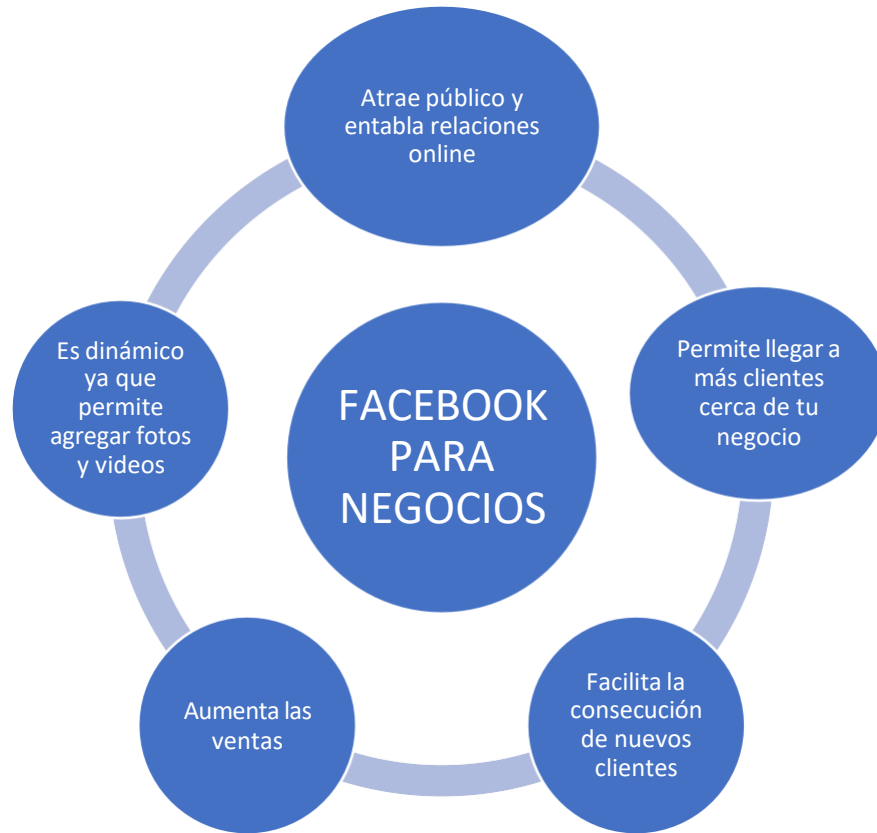 Atrae público y
entabla relaciones
online
Permite llegar a
más clientes
cerca de tu
negocio
Facilita la
consecución
de nuevos
clientes
Aumenta las
ventas
Es dinámico
ya que
permite
agregar fotos
y videos
FACEBOOK
PARA
NEGOCIOS